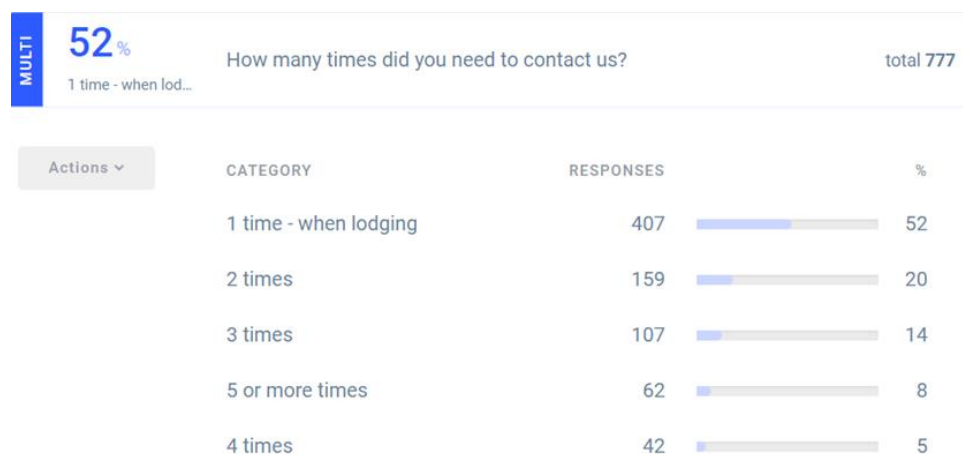 MULTI
52%
1 time - when lod...
How many times did you need to contact us?
total 777
Actions
CATEGORY RESPONSES %
1 time - when lodging 407 52
2 times 159 20
3 times 107 14
5 or more times 62 8
4 times 42 5